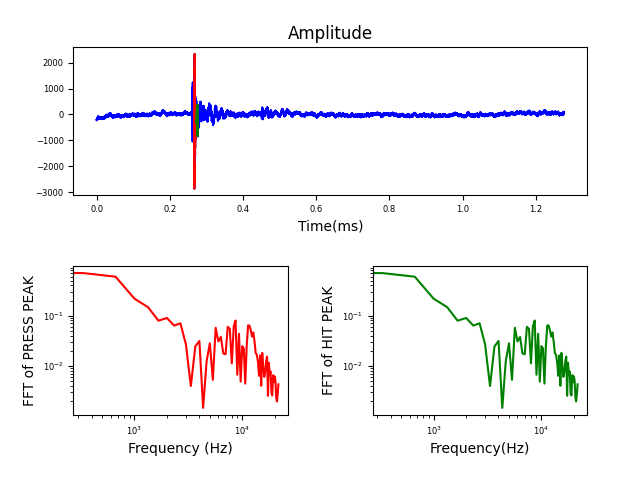 Amplitude
2000
1000
0
−1000
−2000
−3000
0.0 0.2 0.4 0.6 0.8 1.0 1.2
Time(ms)
FFT of PRESS PEAK
10⁻¹
10⁻²
10³ 10⁴
Frequency (Hz)
FFT of HIT PEAK
10⁻¹
10⁻²
10³ 10⁴
Frequency(Hz)